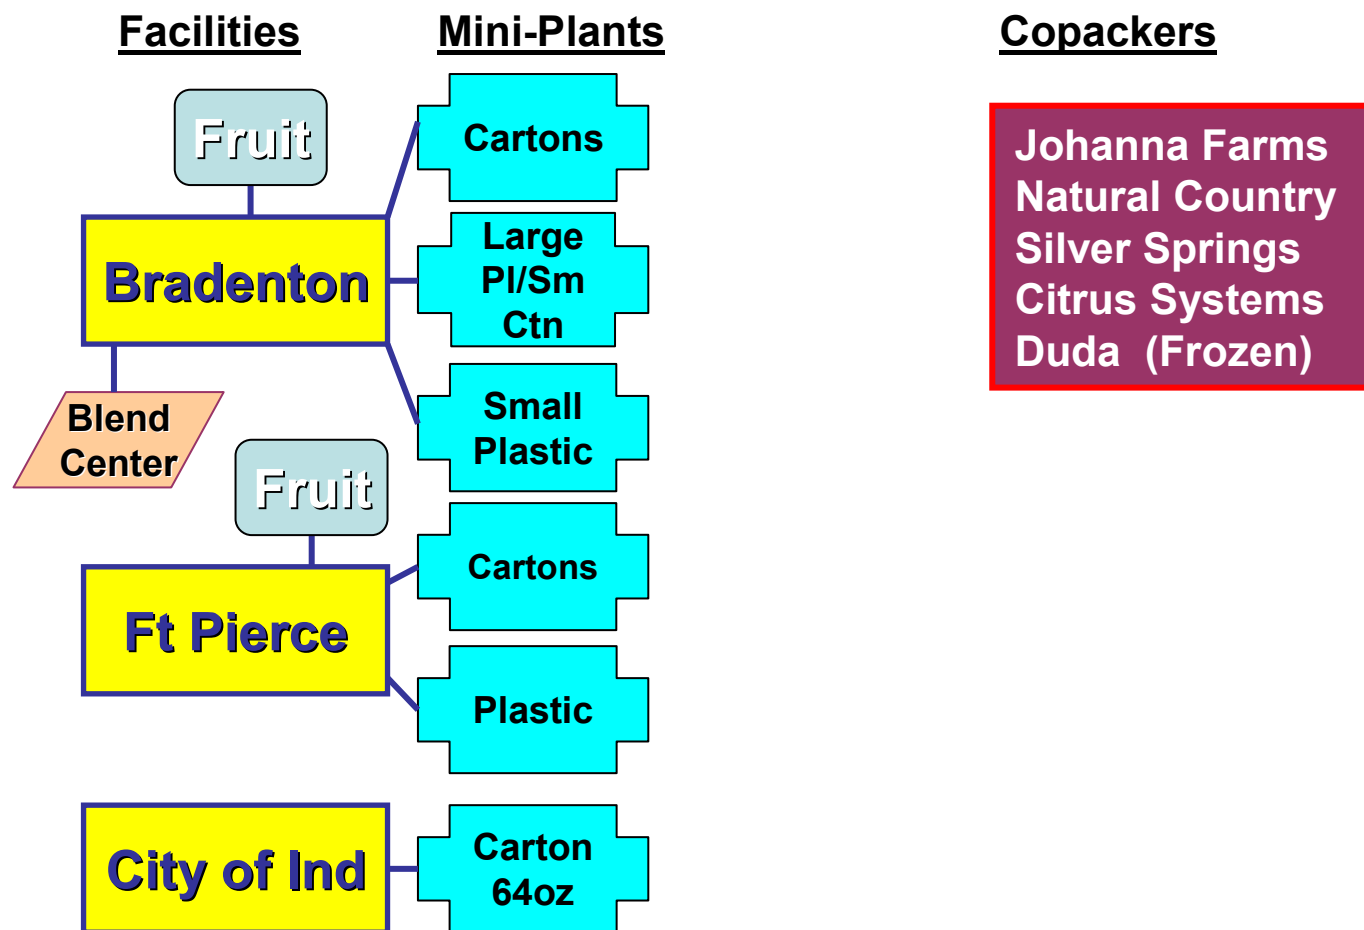 Facilities
Mini-Plants
Copackers
Fruit
Cartons
Bradenton
Large
Pl/Sm
Ctn
Blend
Center
Small
Plastic
Fruit
Ft Pierce
Cartons
Plastic
City of Ind
Carton
64oz
Johanna Farms
Natural Country
Silver Springs
Citrus Systems
Duda  (Frozen)